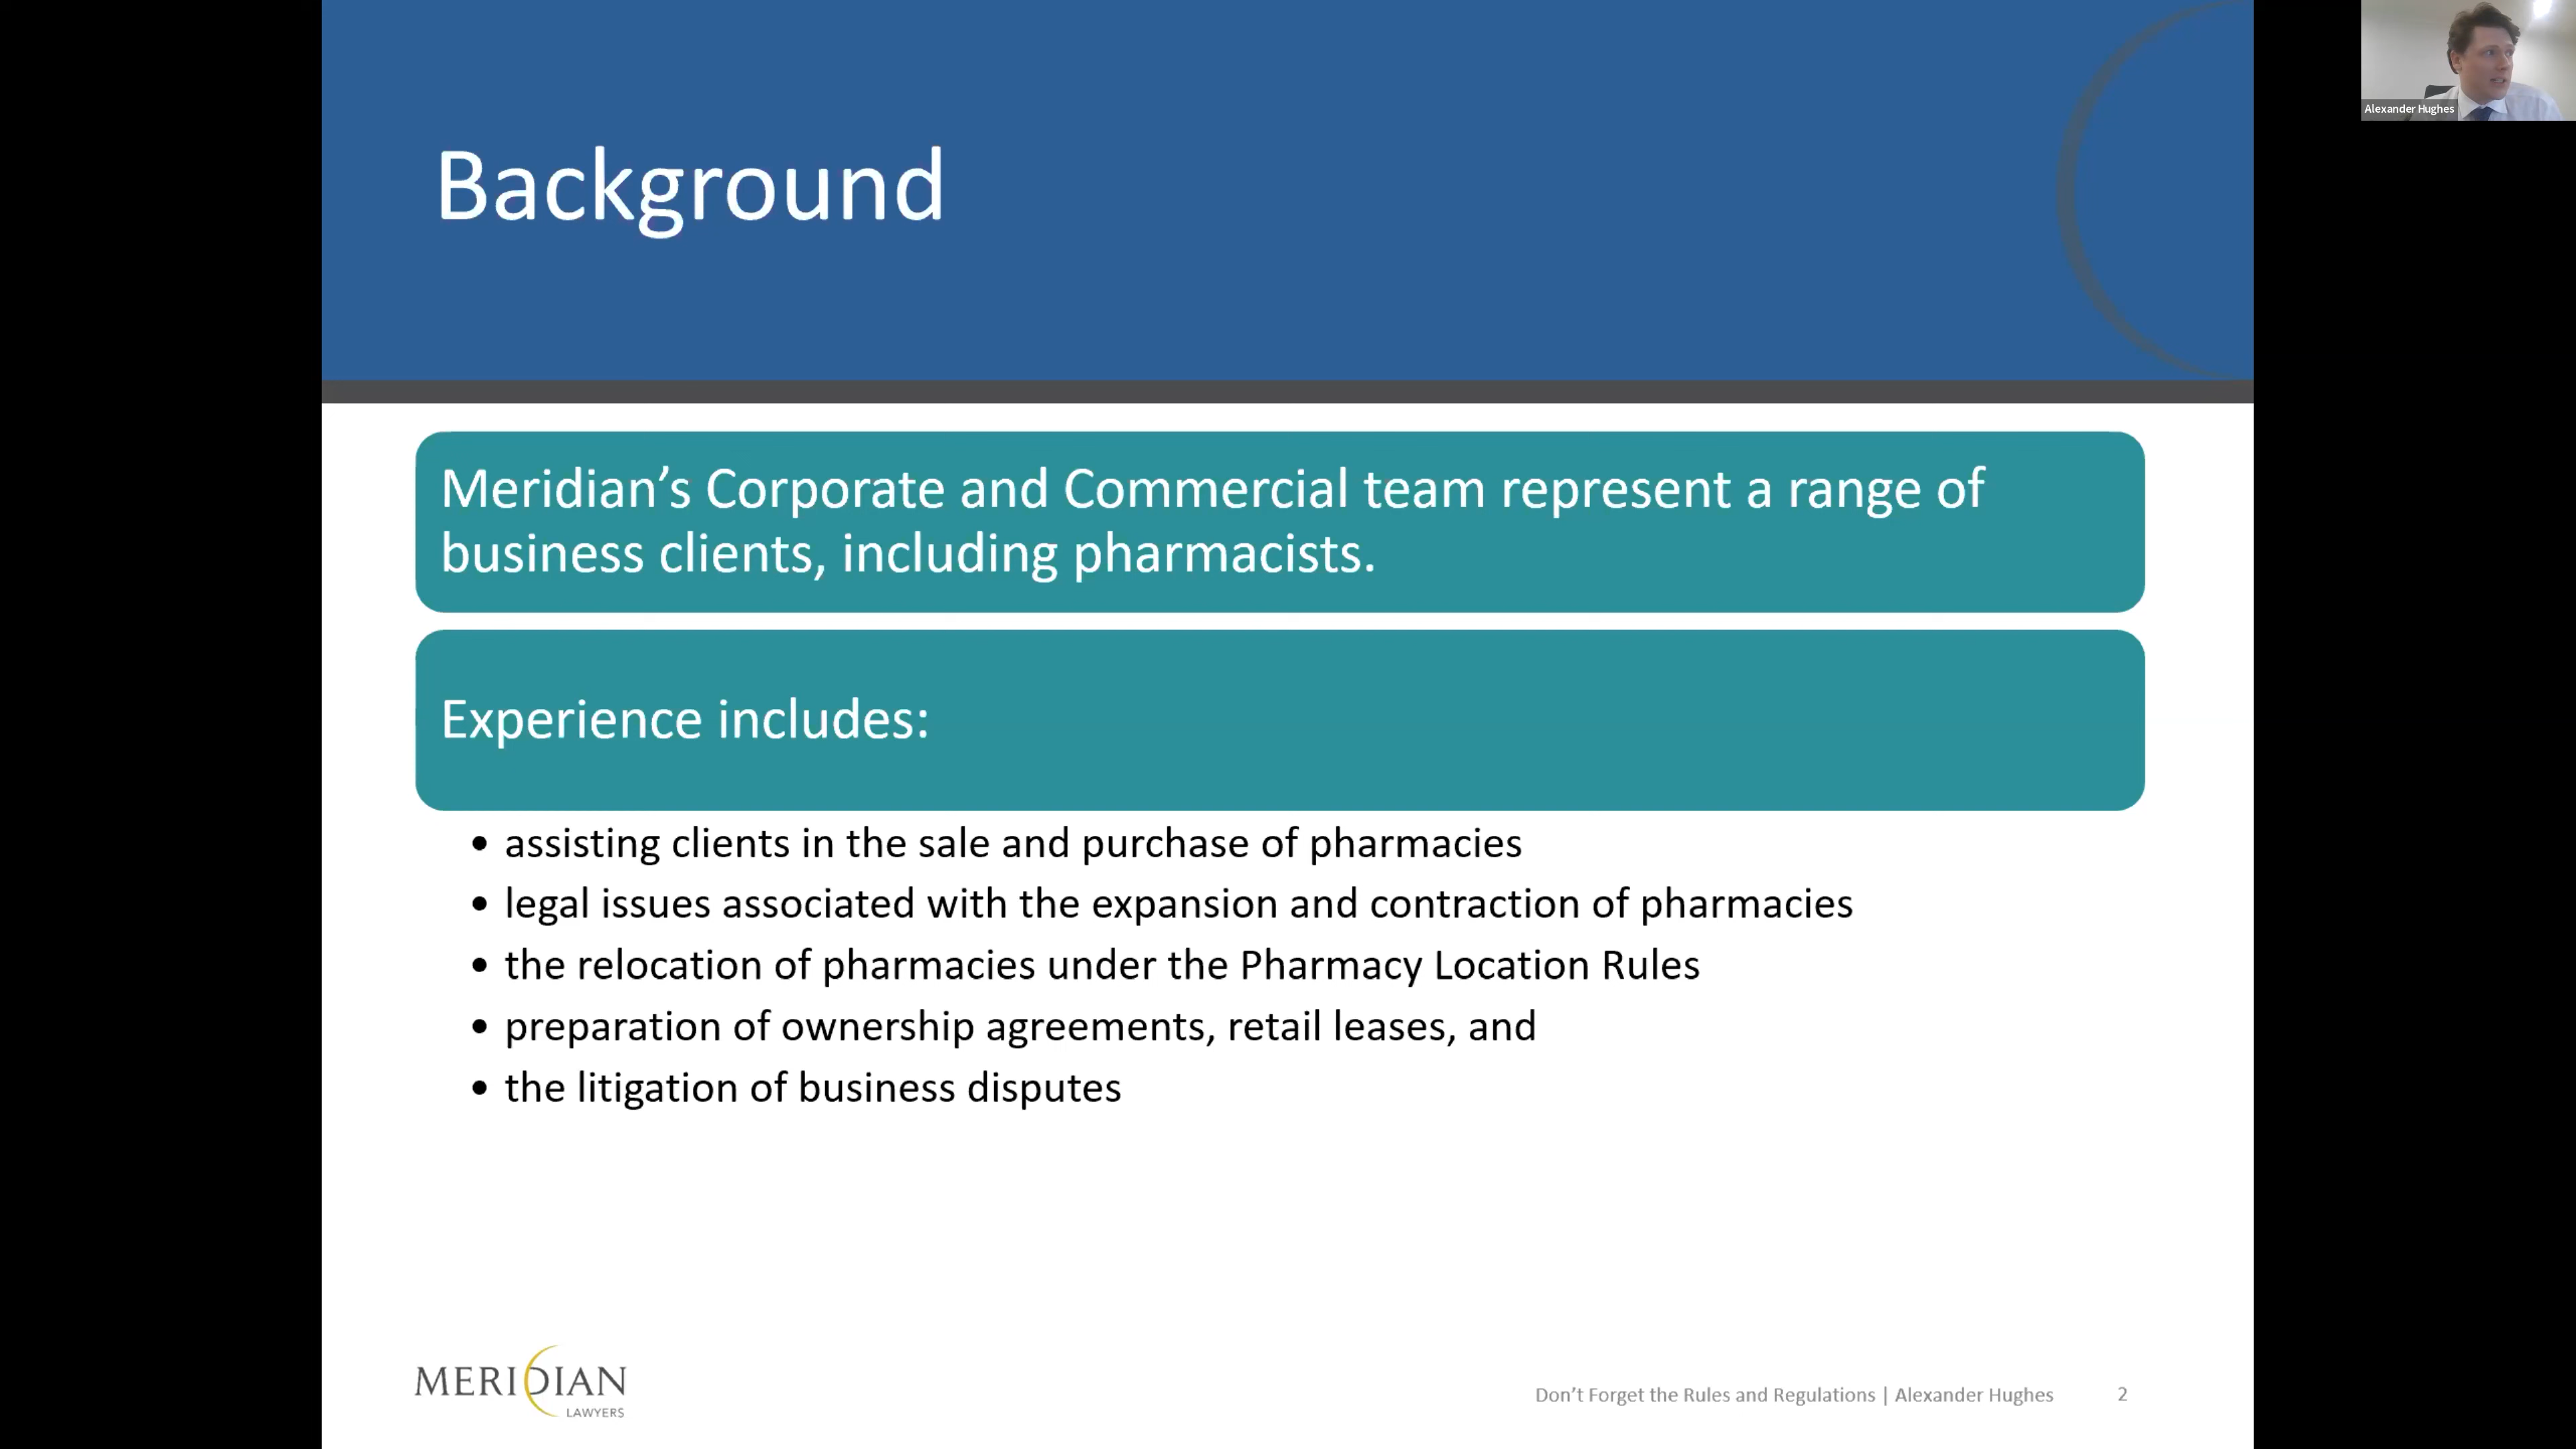 Background
Alexander Hughes
Meridian’s Corporate and Commercial team represent a range of
business clients, including pharmacists.
Experience includes:
• assisting clients in the sale and purchase of pharmacies
• legal issues associated with the expansion and contraction of pharmacies
• the relocation of pharmacies under the Pharmacy Location Rules
• preparation of ownership agreements, retail leases, and
• the litigation of business disputes
MERIDIAN
LAWYERS
Don’t Forget the Rules and Regulations | Alexander Hughes 2